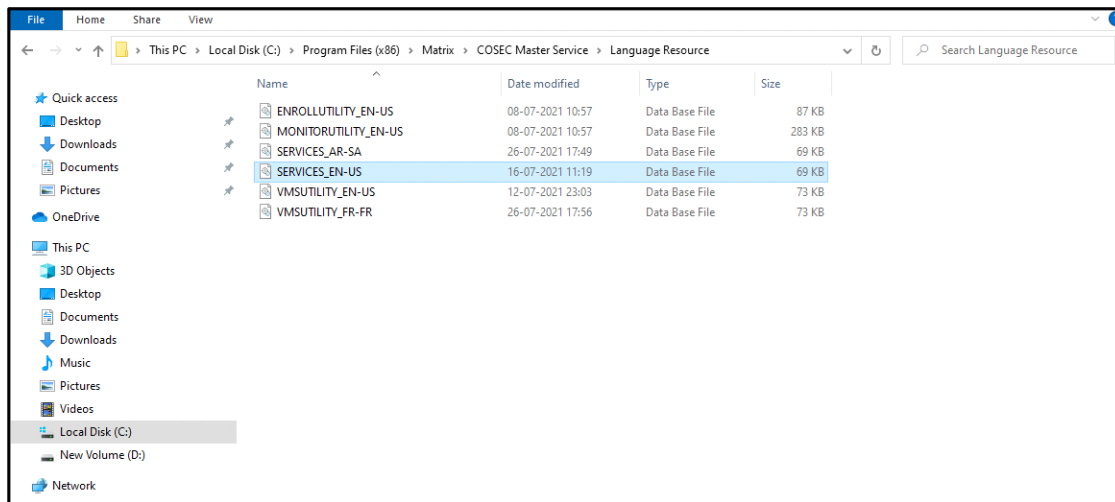 File Home Share View
This PC > Local Disk (C:) > Program Files (x86) > Matrix > COSEC Master Service > Language Resource
Search Language Resource
Name Date modified Type Size
Quick access
Desktop
Downloads
Documents
Pictures
OneDrive
This PC
3D Objects
Desktop
Documents
Downloads
Music
Pictures
Videos
Local Disk (C:)
New Volume (D:)
Network
ENROLLUTILITY_EN-US 08-07-2021 10:57 Data Base File 87 KB
MONITORUTILITY_EN-US 08-07-2021 10:57 Data Base File 283 KB
SERVICES_AR-SA 26-07-2021 17:49 Data Base File 69 KB
SERVICES_EN-US 16-07-2021 11:19 Data Base File 69 KB
VMSUTILITY_EN-US 12-07-2021 23:03 Data Base File 73 KB
VMSUTILITY_FR-FR 26-07-2021 17:56 Data Base File 73 KB